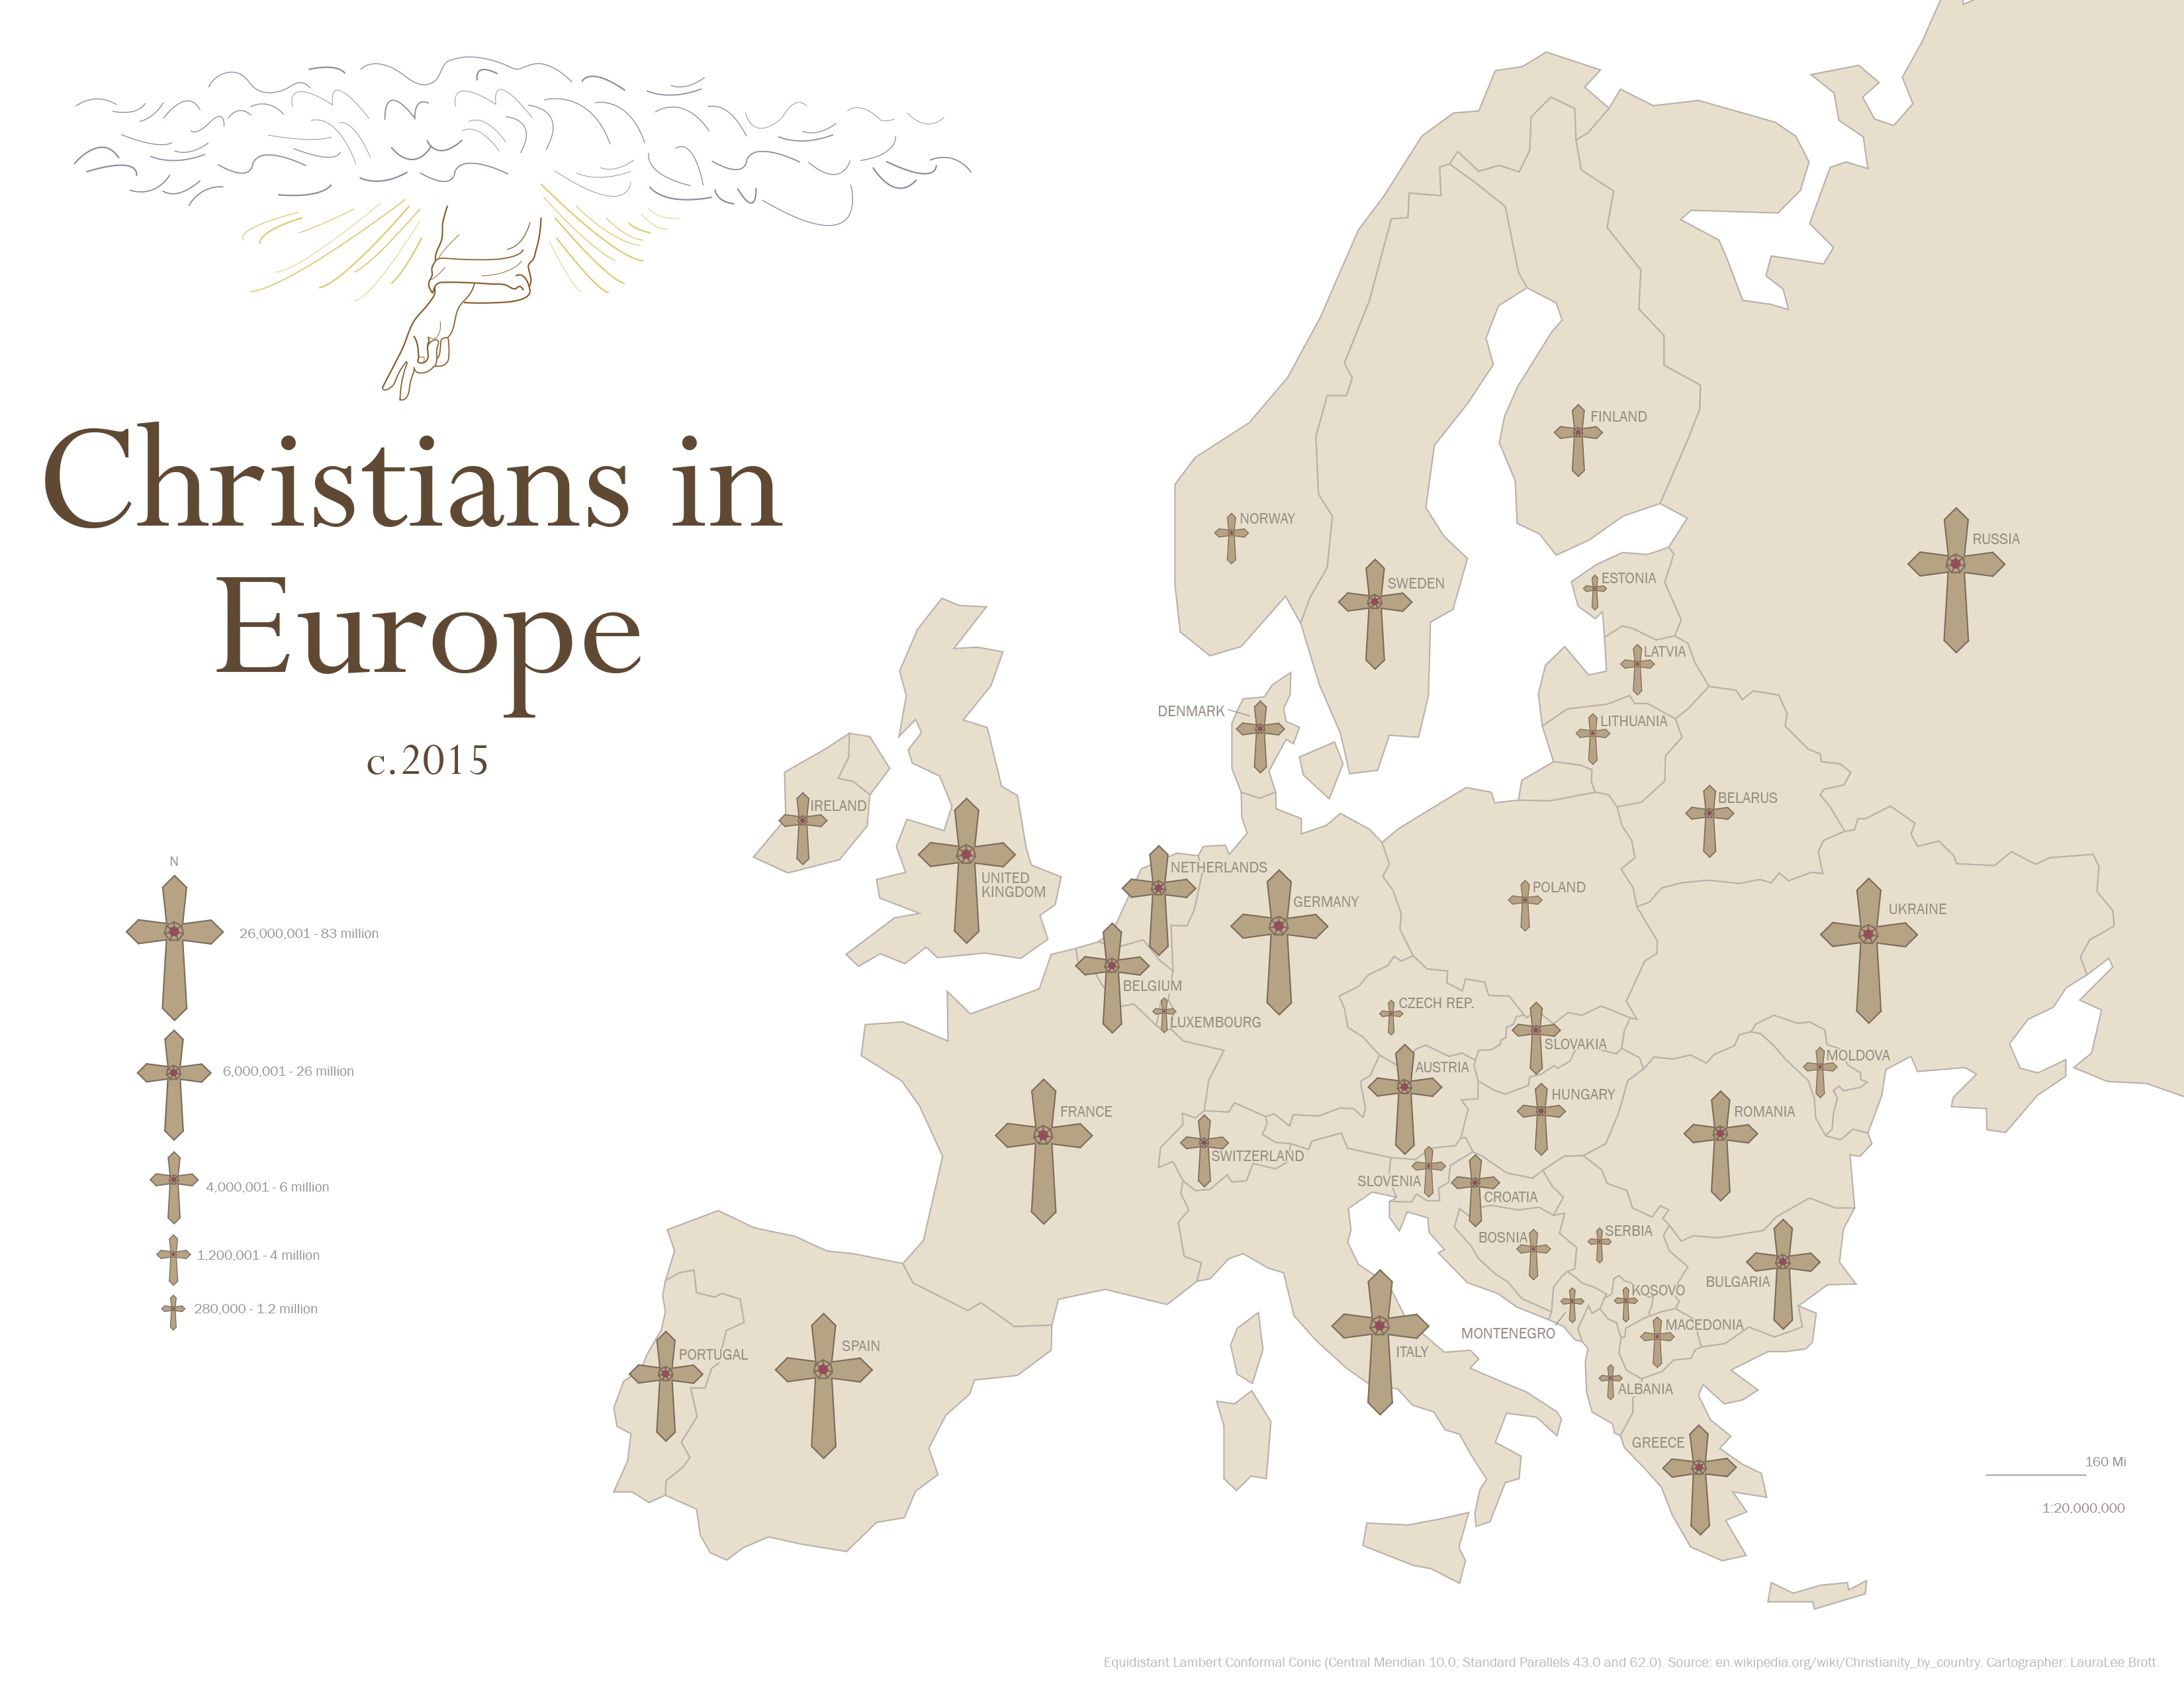 Christians in
Europe
c.2015
N
26,000,001 - 83 million
6,000,001 - 26 million
4,000,001 - 6 million
1,200,001 - 4 million
280,000 - 1.2 million
FINLAND
NORWAY
RUSSIA
SWEDEN
ESTONIA
LATVIA
DENMARK
LITHUANIA
IRELAND
BELARUS
UNITED
KINGDOM
NETHERLANDS
GERMANY
POLAND
UKRAINE
BELGIUM
LUXEMBOURG
CZECH REP.
SLOVAKIA
AUSTRIA
MOLDOVA
HUNGARY
FRANCE
ROMANIA
SWITZERLAND
SLOVENIA
CROATIA
BOSNIA
SERBIA
BULGARIA
KOSOVO
MONTENEGRO
MACEDONIA
PORTUGAL
SPAIN
ITALY
ALBANIA
GREECE
160 Mi
1:20,000,000
Equidistant Lambert Conformal Conic (Central Meridian 10.0; Standard Parallels 43.0 and 62.0). Source: en.wikipedia.org/wiki/Christianity_by_country. Cartographer: LauraLee Brott.